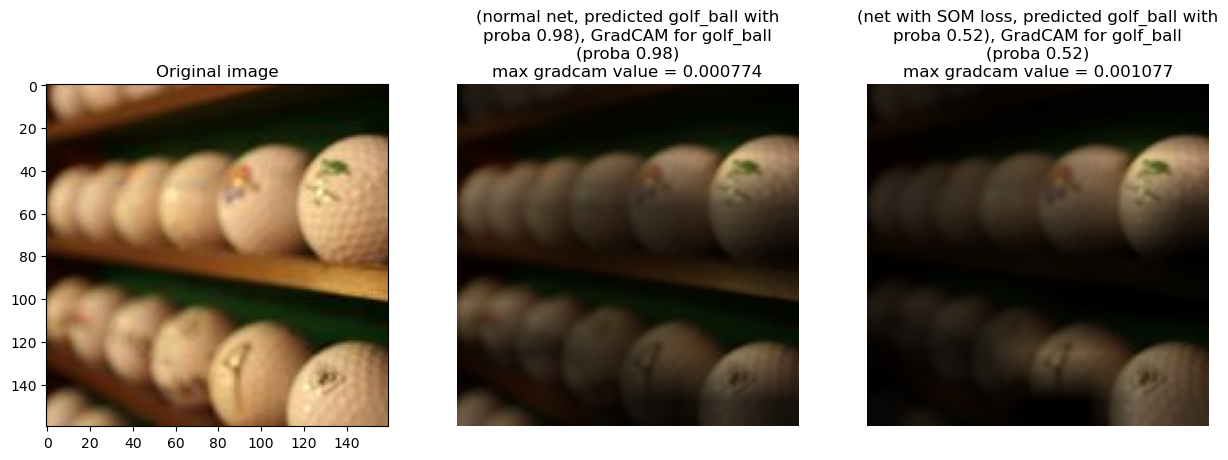 Original image
0
20
40
60
80
100
120
140
0 20 40 60 80 100 120 140
(normal net, predicted golf_ball with
proba 0.98), GradCAM for golf_ball
(proba 0.98)
max gradcam value = 0.000774
(net with SOM loss, predicted golf_ball with
proba 0.52), GradCAM for golf_ball
(proba 0.52)
max gradcam value = 0.001077